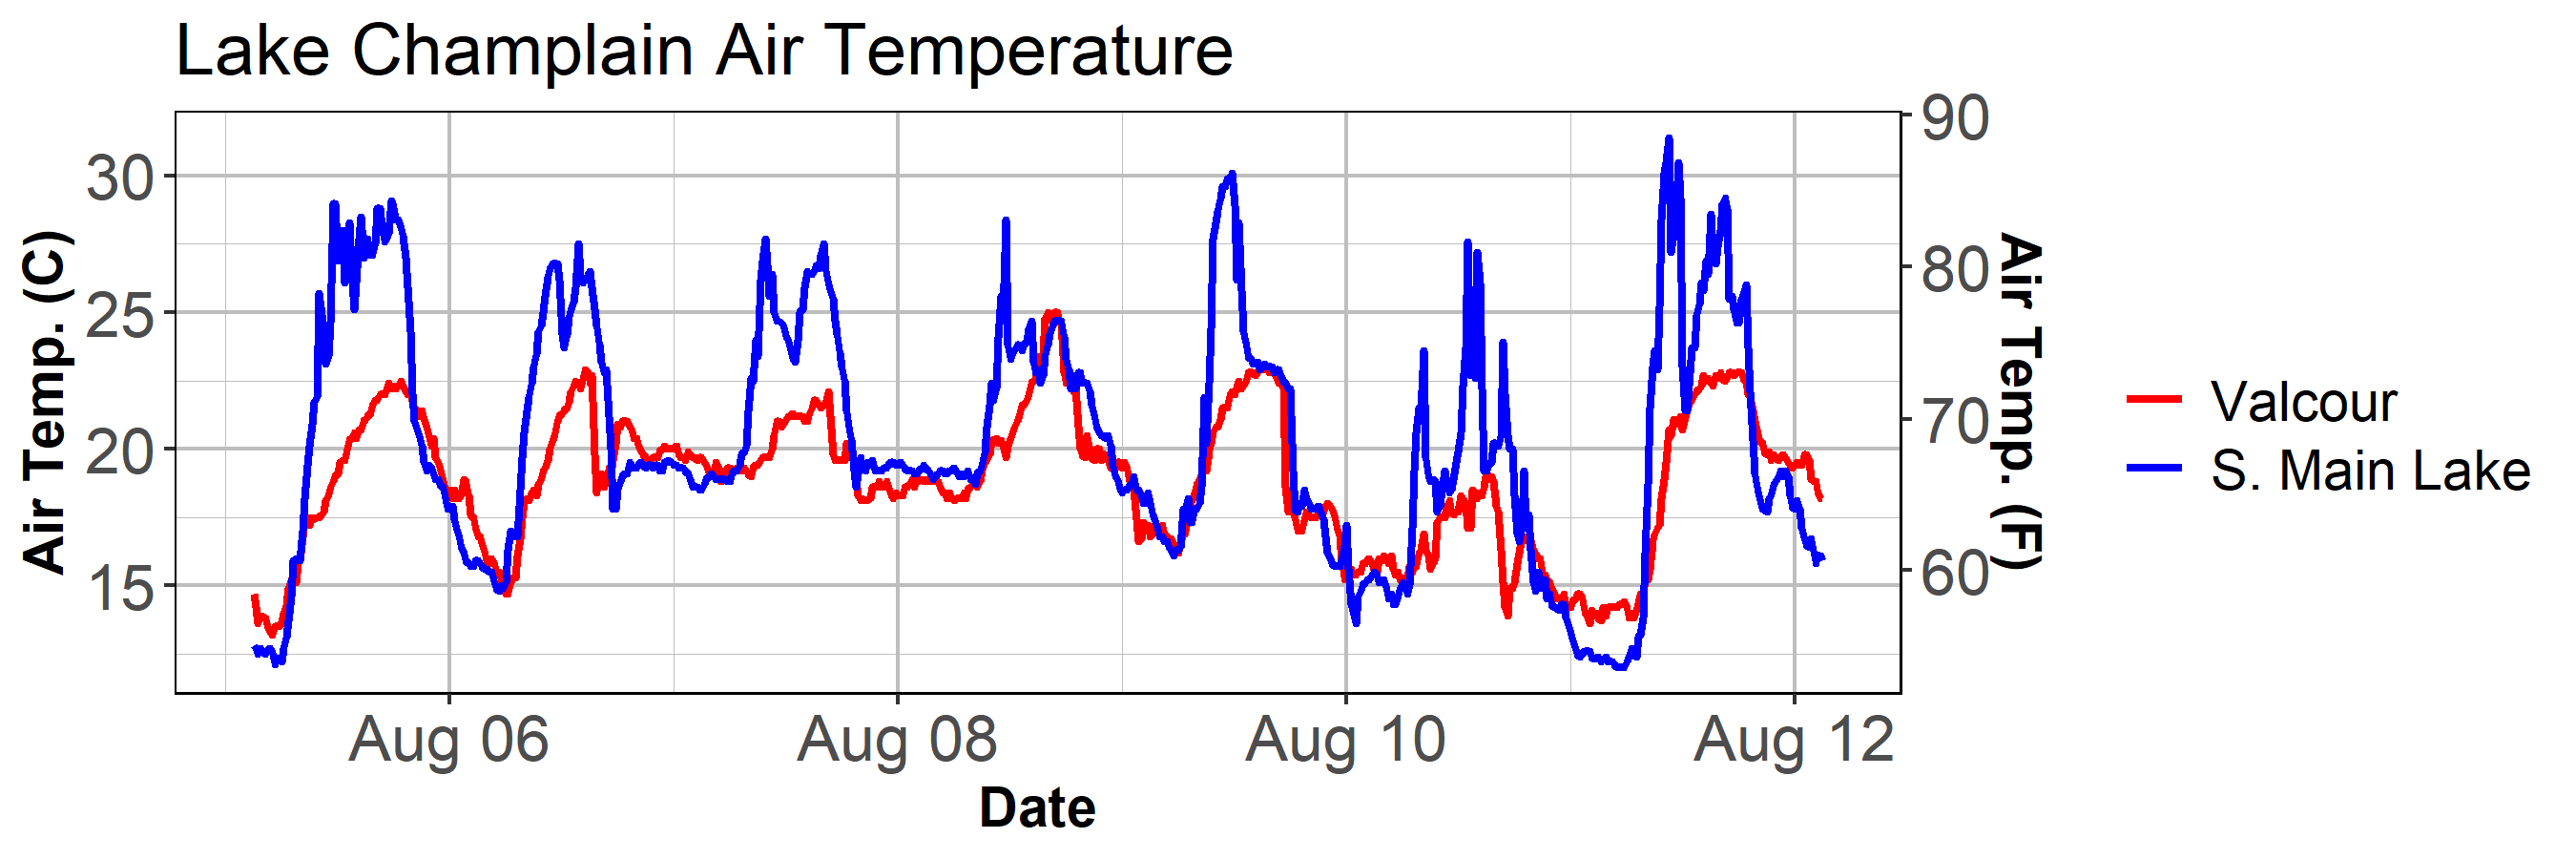 Lake Champlain Air Temperature
Air Temp. (C)
30
25
20
15
90
80
70
60
Air Temp. (F)
Aug 06
Aug 08
Aug 10
Aug 12
Date
Valcour
S. Main Lake